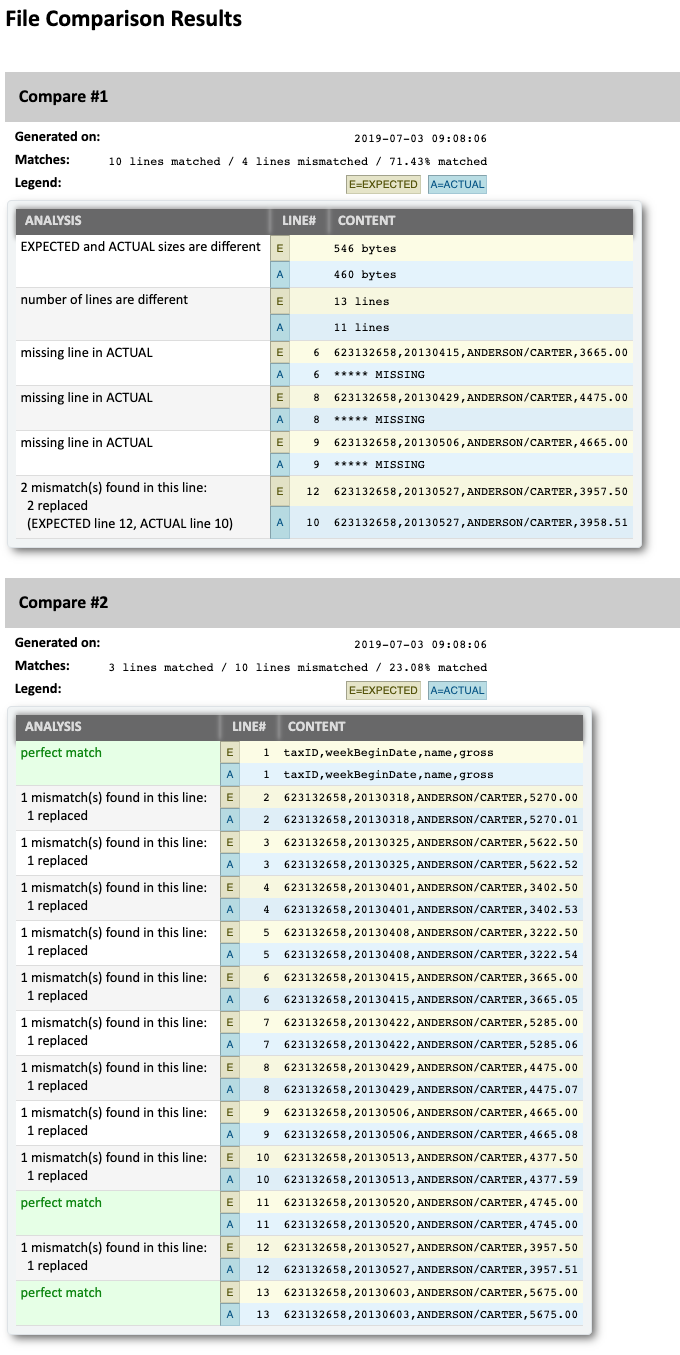 File Comparison Results
Compare #1
Generated on: 2019-07-03 09:08:06
Matches: 10 lines matched / 4 lines mismatched / 71.43% matched
Legend: E=EXPECTED A=ACTUAL
ANALYSIS LINE# CONTENT
EXPECTED and ACTUAL sizes are different E 546 bytes
A 460 bytes
number of lines are different E 13 lines
A 11 lines
missing line in ACTUAL E 6 623132658,20130415,ANDERSON/CARTER,3665.00
A 6 ***** MISSING
missing line in ACTUAL E 8 623132658,20130429,ANDERSON/CARTER,4475.00
A 8 ***** MISSING
missing line in ACTUAL E 9 623132658,20130506,ANDERSON/CARTER,4665.00
A 9 ***** MISSING
2 mismatch(s) found in this line: E 12 623132658,20130527,ANDERSON/CARTER,3957.50
2 replaced
(EXPECTED line 12, ACTUAL line 10) A 10 623132658,20130527,ANDERSON/CARTER,3958.51
Compare #2
Generated on: 2019-07-03 09:08:06
Matches: 3 lines matched / 10 lines mismatched / 23.08% matched
Legend: E=EXPECTED A=ACTUAL
ANALYSIS LINE# CONTENT
perfect match E 1 taxID,weekBeginDate,name,gross
A 1 taxID,weekBeginDate,name,gross
1 mismatch(s) found in this line: E 2 623132658,20130318,ANDERSON/CARTER,5270.00
1 replaced A 2 623132658,20130318,ANDERSON/CARTER,5270.01
1 mismatch(s) found in this line: E 3 623132658,20130325,ANDERSON/CARTER,5622.50
1 replaced A 3 623132658,20130325,ANDERSON/CARTER,5622.52
1 mismatch(s) found in this line: E 4 623132658,20130401,ANDERSON/CARTER,3402.50
1 replaced A 4 623132658,20130401,ANDERSON/CARTER,3402.53
1 mismatch(s) found in this line: E 5 623132658,20130408,ANDERSON/CARTER,3222.50
1 replaced A 5 623132658,20130408,ANDERSON/CARTER,3222.54
1 mismatch(s) found in this line: E 6 623132658,20130415,ANDERSON/CARTER,3665.00
1 replaced A 6 623132658,20130415,ANDERSON/CARTER,3665.05
1 mismatch(s) found in this line: E 7 623132658,20130422,ANDERSON/CARTER,5285.00
1 replaced A 7 623132658,20130422,ANDERSON/CARTER,5285.06
1 mismatch(s) found in this line: E 8 623132658,20130429,ANDERSON/CARTER,4475.00
1 replaced A 8 623132658,20130429,ANDERSON/CARTER,4475.07
1 mismatch(s) found in this line: E 9 623132658,20130506,ANDERSON/CARTER,4665.00
1 replaced A 9 623132658,20130506,ANDERSON/CARTER,4665.08
1 mismatch(s) found in this line: E 10 623132658,20130513,ANDERSON/CARTER,4377.50
1 replaced A 10 623132658,20130513,ANDERSON/CARTER,4377.59
perfect match E 11 623132658,20130520,ANDERSON/CARTER,4745.00
A 11 623132658,20130520,ANDERSON/CARTER,4745.00
1 mismatch(s) found in this line: E 12 623132658,20130527,ANDERSON/CARTER,3957.50
1 replaced A 12 623132658,20130527,ANDERSON/CARTER,3957.51
perfect match E 13 623132658,20130603,ANDERSON/CARTER,5675.00
A 13 623132658,20130603,ANDERSON/CARTER,5675.00